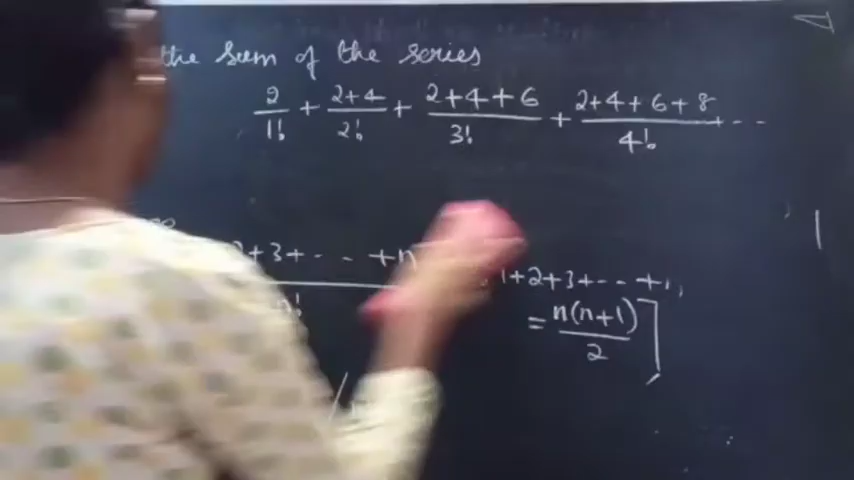 the Sum of the series
2/1! + 2+4/2! + 2+4+6/3! + 2+4+6+8/4! + ...
+3+ ... +n
n!
1+2+3+ ... +
= n(n+1)/2 ]